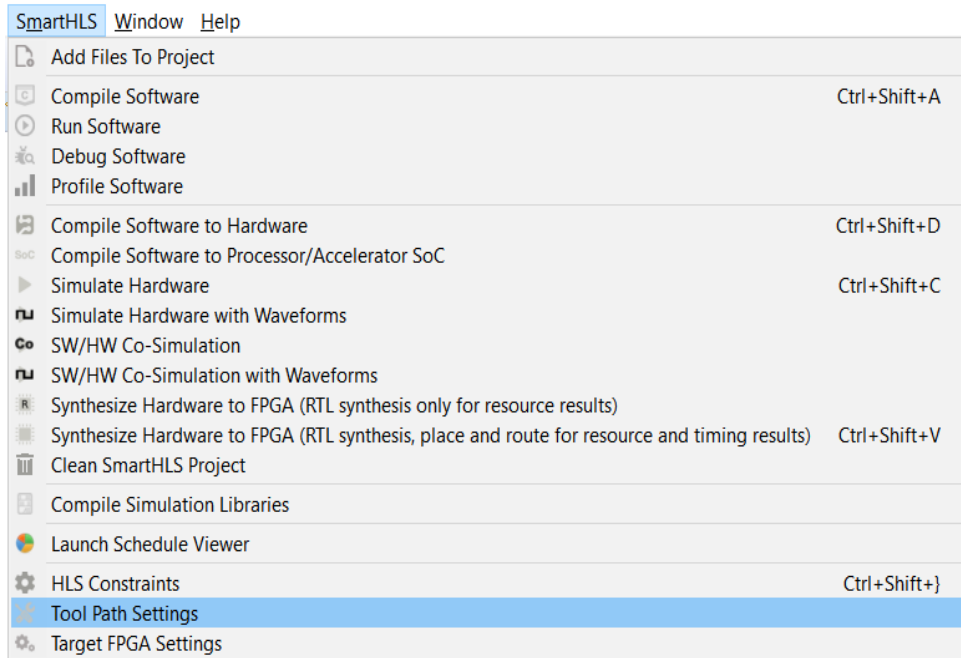 SmartHLS Window Help
Add Files To Project
Compile Software Ctrl+Shift+A
Run Software
Debug Software
Profile Software
Compile Software to Hardware Ctrl+Shift+D
SoC Compile Software to Processor/Accelerator SoC
Simulate Hardware Ctrl+Shift+C
Simulate Hardware with Waveforms
Co SW/HW Co-Simulation
SW/HW Co-Simulation with Waveforms
R Synthesize Hardware to FPGA (RTL synthesis only for resource results)
Synthesize Hardware to FPGA (RTL synthesis, place and route for resource and timing results) Ctrl+Shift+V
Clean SmartHLS Project
Compile Simulation Libraries
Launch Schedule Viewer
HLS Constraints Ctrl+Shift+}
Tool Path Settings
Target FPGA Settings